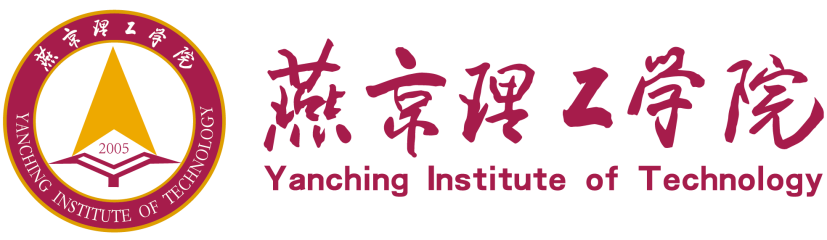 燕京理工学院
2005
YANCHING INSTITUTE OF TECHNOLOGY
燕京理工学院
Yanching Institute of Technology